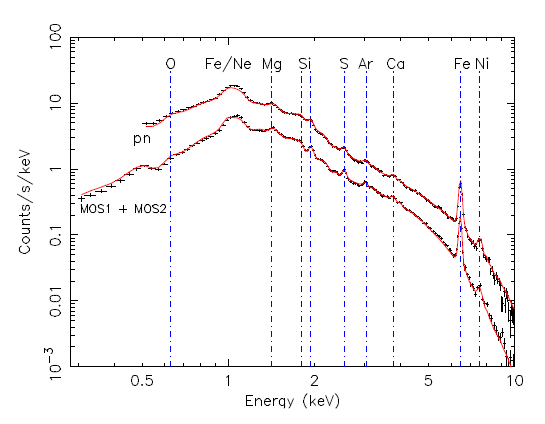 100
O Fe/Ne Mg Si S Ar Ca Fe Ni
10
pn
1
MOS1 + MOS2
0.1
0.01
10⁻³
Counts/s/keV
0.5 1 2 5 10
Energy (keV)